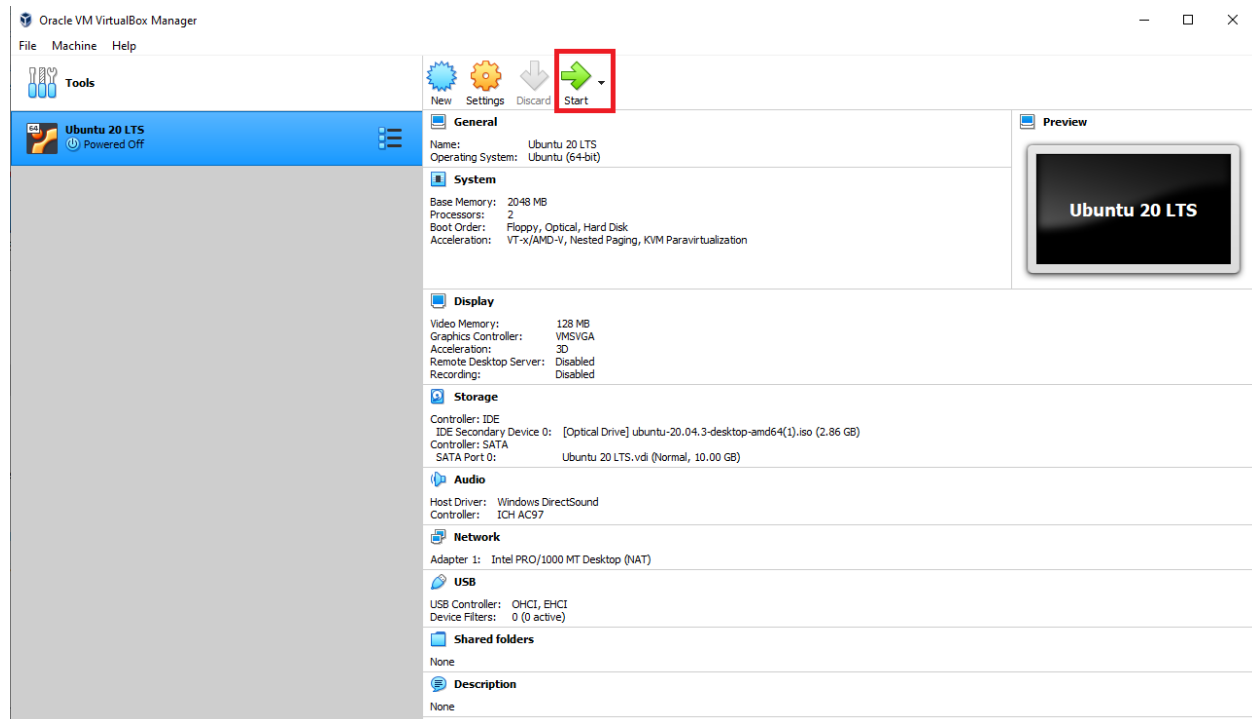 Oracle VM VirtualBox Manager
File Machine Help
Tools
New Settings Discard Start
64
Ubuntu 20 LTS
Powered Off
General
Name: Ubuntu 20 LTS
Operating System: Ubuntu (64-bit)
Preview
Ubuntu 20 LTS
System
Base Memory: 2048 MB
Processors: 2
Boot Order: Floppy, Optical, Hard Disk
Acceleration: VT-x/AMD-V, Nested Paging, KVM Paravirtualization
Display
Video Memory: 128 MB
Graphics Controller: VMSVGA
Acceleration: 3D
Remote Desktop Server: Disabled
Recording: Disabled
Storage
Controller: IDE
IDE Secondary Device 0: [Optical Drive] ubuntu-20.04.3-desktop-amd64(1).iso (2.86 GB)
Controller: SATA
SATA Port 0: Ubuntu 20 LTS.vdi (Normal, 10.00 GB)
Audio
Host Driver: Windows DirectSound
Controller: ICH AC97
Network
Adapter 1: Intel PRO/1000 MT Desktop (NAT)
USB
USB Controller: OHCI, EHCI
Device Filters: 0 (0 active)
Shared folders
None
Description
None